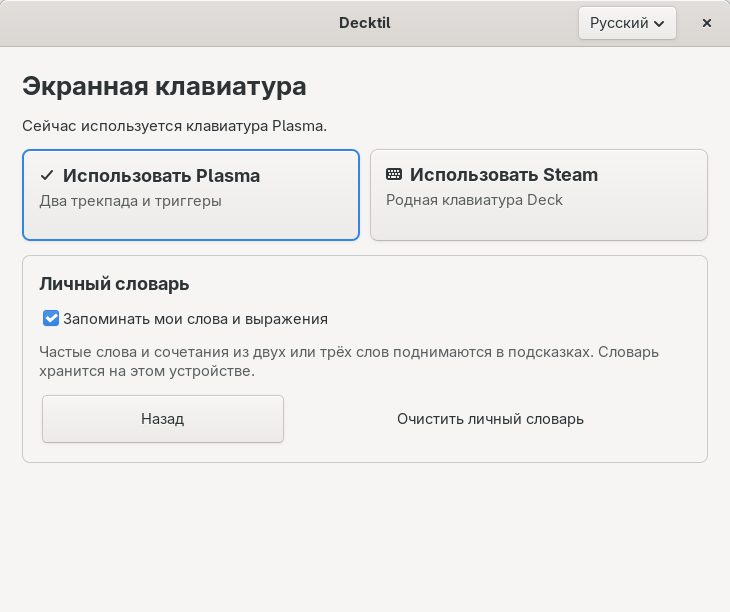 Decktil
Русский
Экранная клавиатура
Сейчас используется клавиатура Plasma.
Использовать Plasma
Два трекпада и триггеры
Использовать Steam
Родная клавиатура Deck
Личный словарь
Запоминать мои слова и выражения
Частые слова и сочетания из двух или трёх слов поднимаются в подсказках. Словарь
хранится на этом устройстве.
Назад
Очистить личный словарь